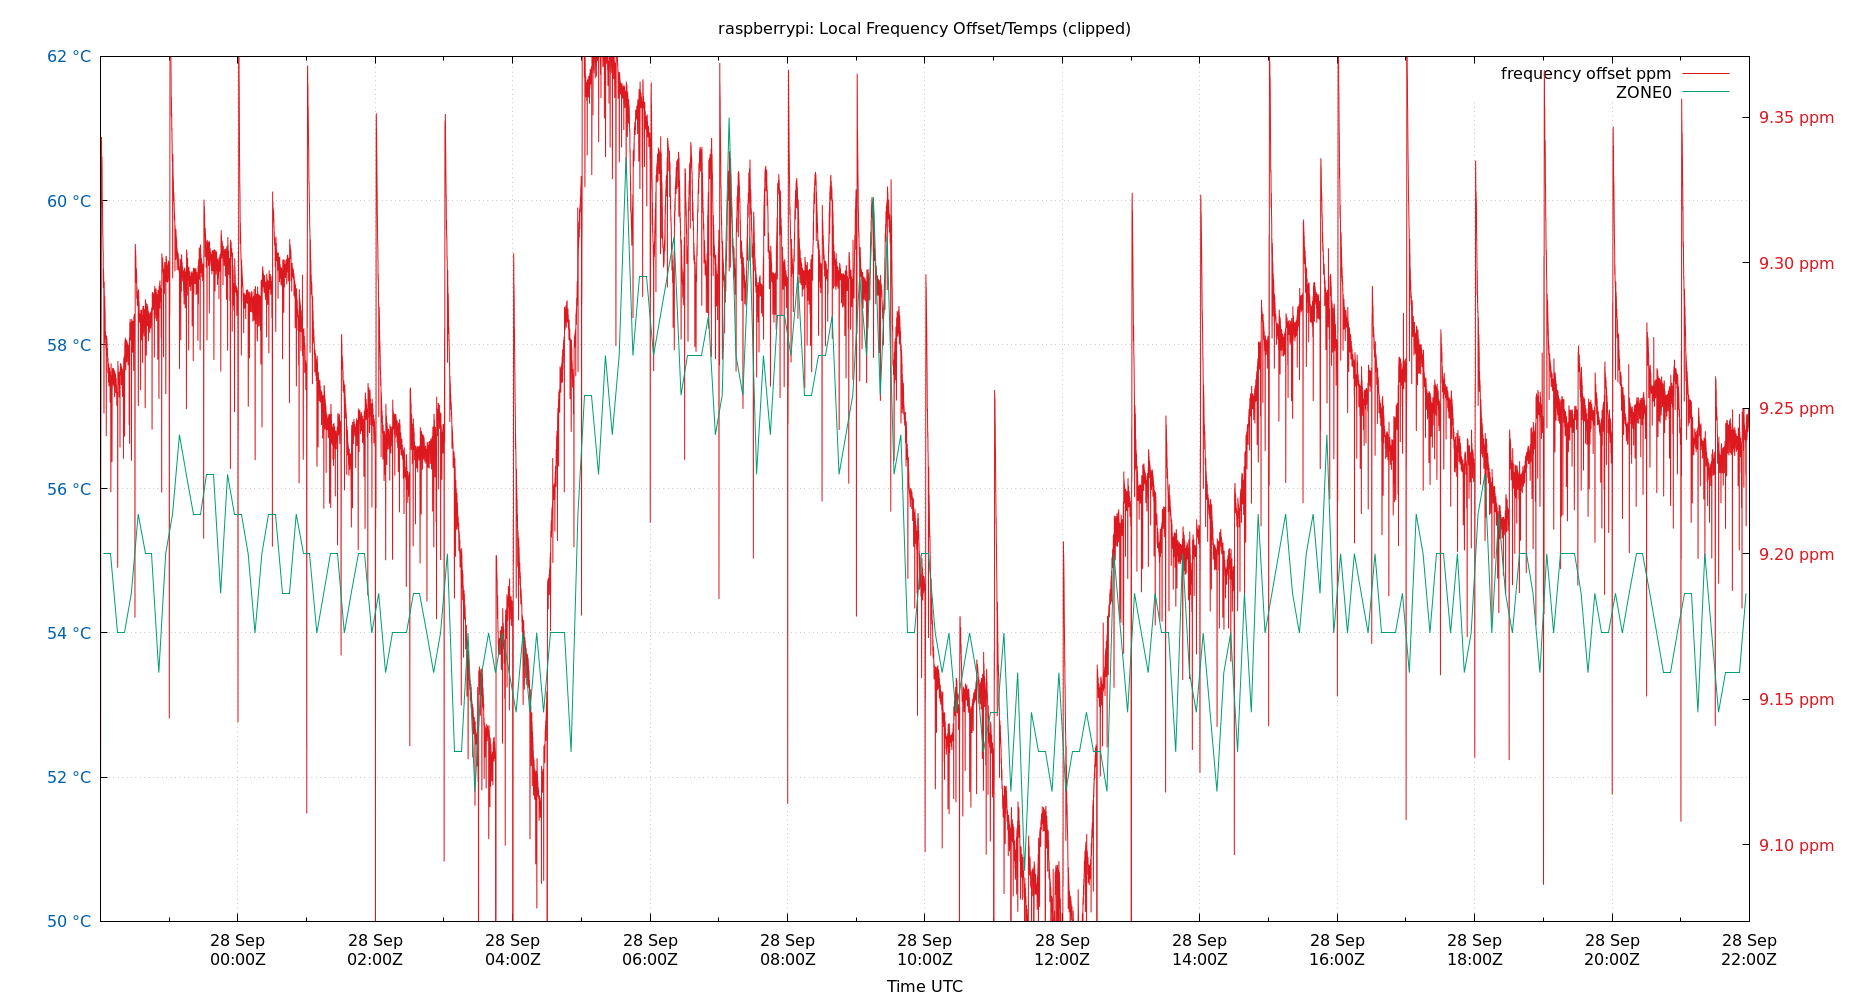 raspberrypi: Local Frequency Offset/Temps (clipped)
frequency offset ppm
ZONE0
62 °C
60 °C
58 °C
56 °C
54 °C
52 °C
50 °C
9.35 ppm
9.30 ppm
9.25 ppm
9.20 ppm
9.15 ppm
9.10 ppm
28 Sep 28 Sep 28 Sep 28 Sep 28 Sep 28 Sep 28 Sep 28 Sep 28 Sep 28 Sep 28 Sep 28 Sep
00:00Z 02:00Z 04:00Z 06:00Z 08:00Z 10:00Z 12:00Z 14:00Z 16:00Z 18:00Z 20:00Z 22:00Z
Time UTC